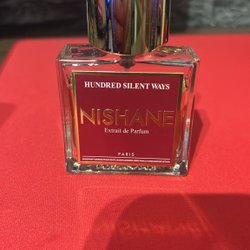 HUNDRED SILENT WAYS
NISHANE
Extrait de Parfum
PARIS